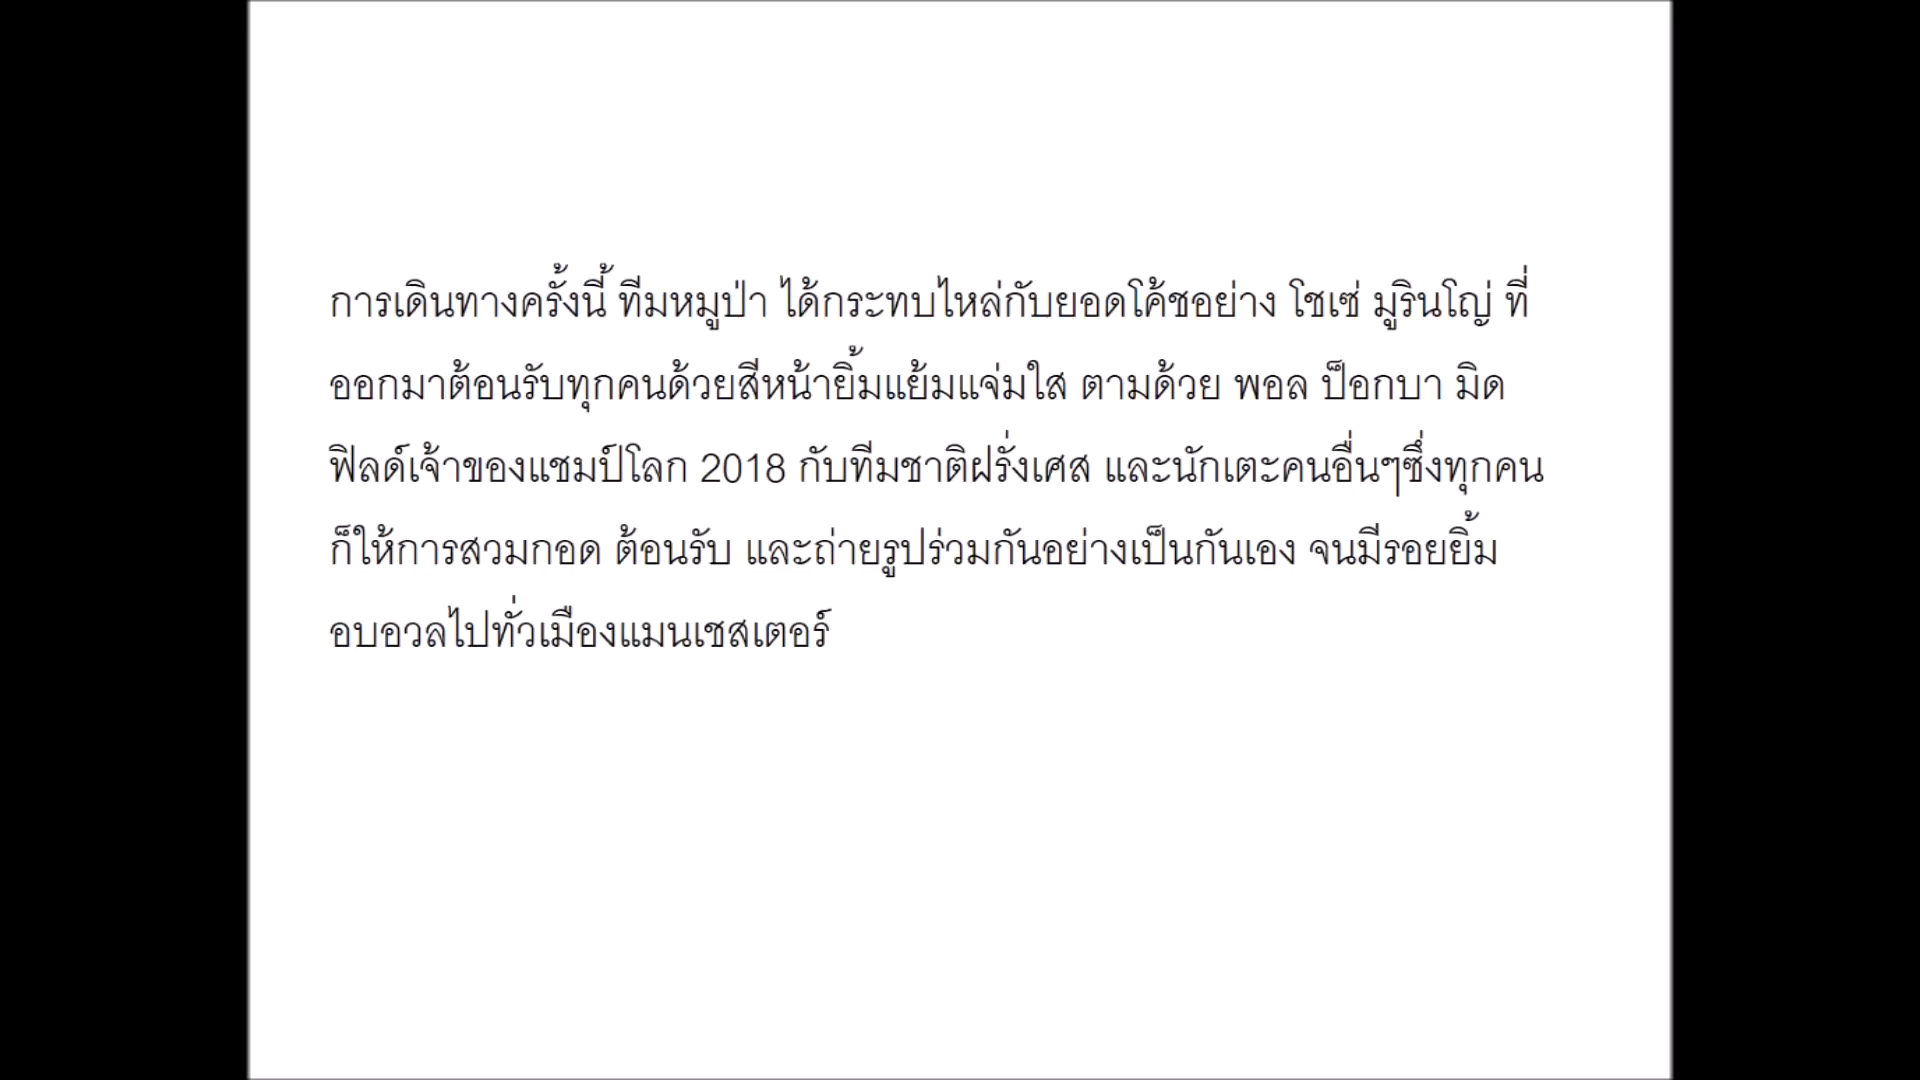 การเดินทางครั้งนี้ ทีมหมูป่า ได้กระทบไหล่กับยอดโค้ชอย่าง โชเซ่ มูรินโญ่ ที่
ออกมาต้อนรับทุกคนด้วยสีหน้ายิ้มแย้มแจ่มใส ตามด้วย พอล ป็อกบา มิด
ฟิลด์เจ้าของแชมป์โลก 2018 กับทีมชาติฝรั่งเศส และนักเตะคนอื่นๆซึ่งทุกคน
ก็ให้การสวมกอด ต้อนรับ และถ่ายรูปร่วมกันอย่างเป็นกันเอง จนมีรอยยิ้ม
อบอวลไปทั่วเมืองแมนเชสเตอร์